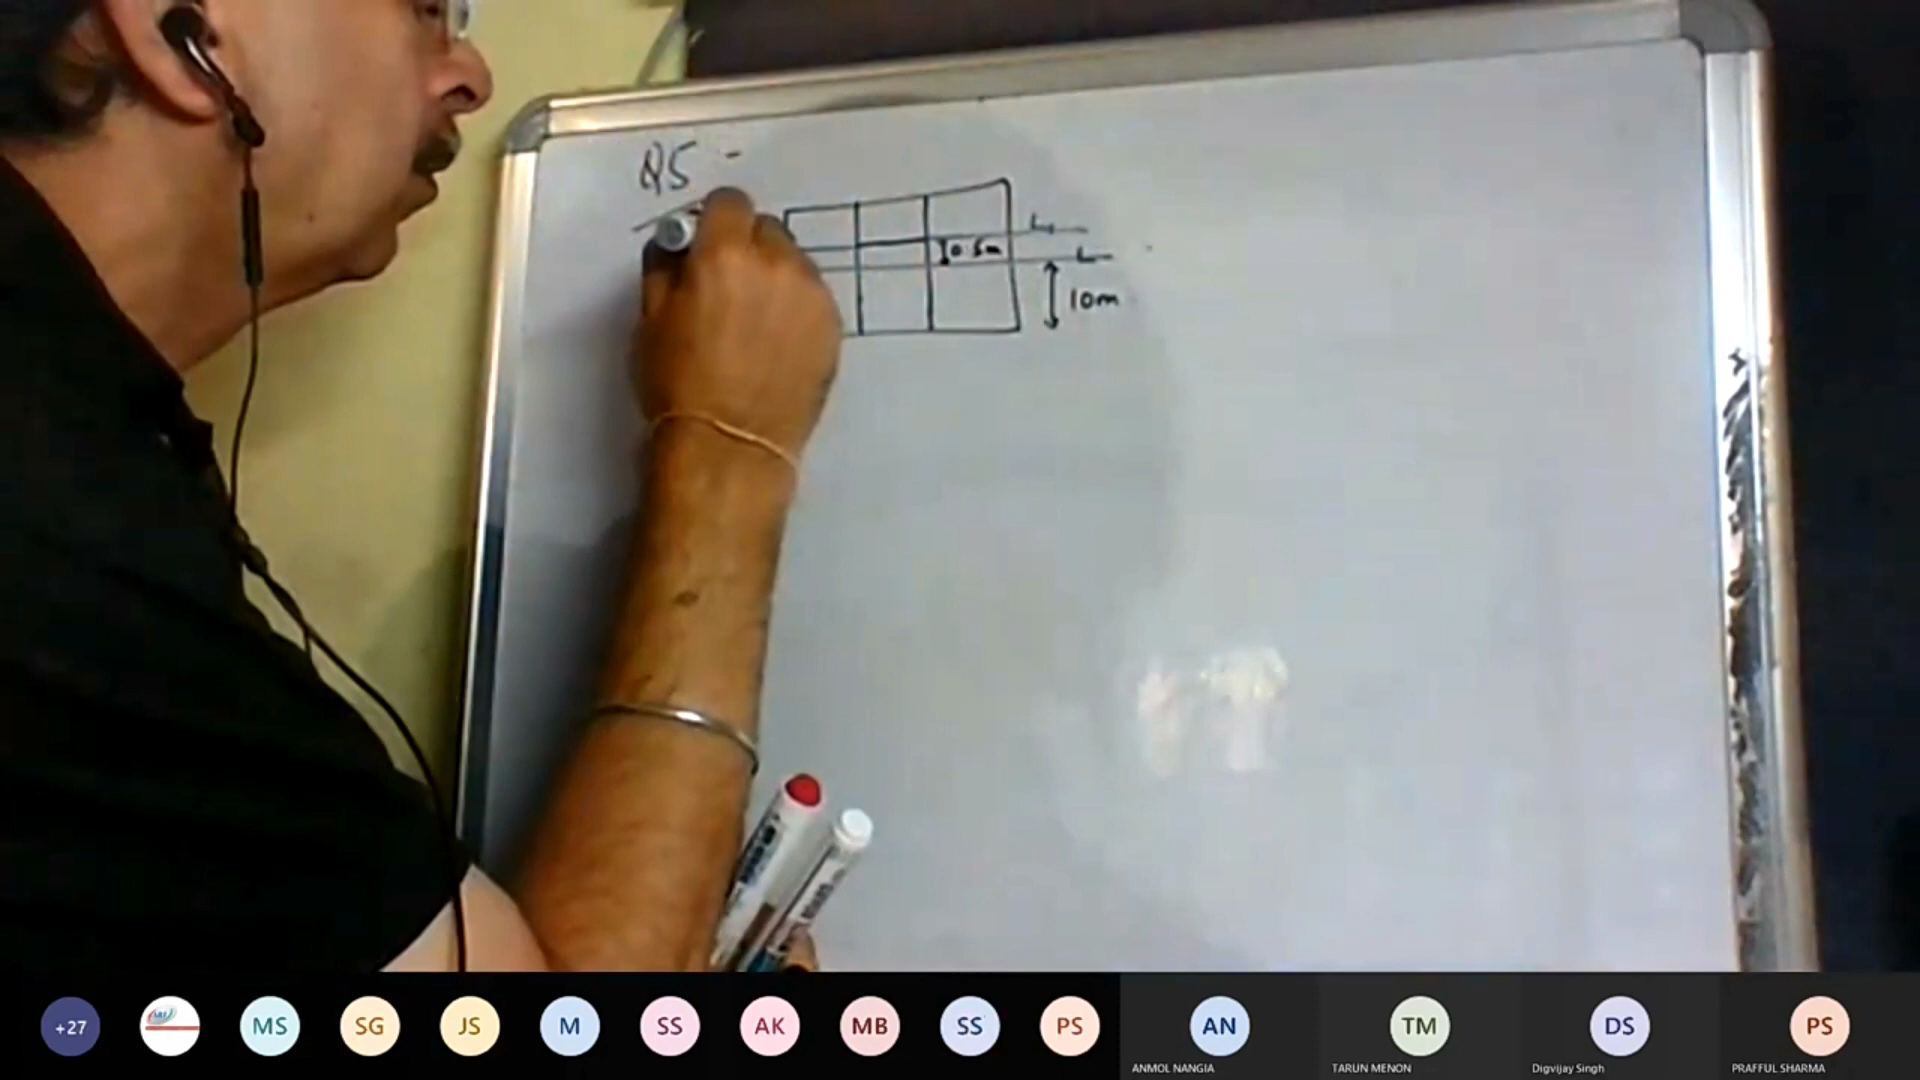 Q5 -
L1
0.5m
L
10m
+27
MS
SG
JS
M
SS
AK
MB
SS
PS
AN
TM
DS
PS
ANMOL NANGIA
TARUN MENON
Digvijay Singh
PRAFFUL SHARMA